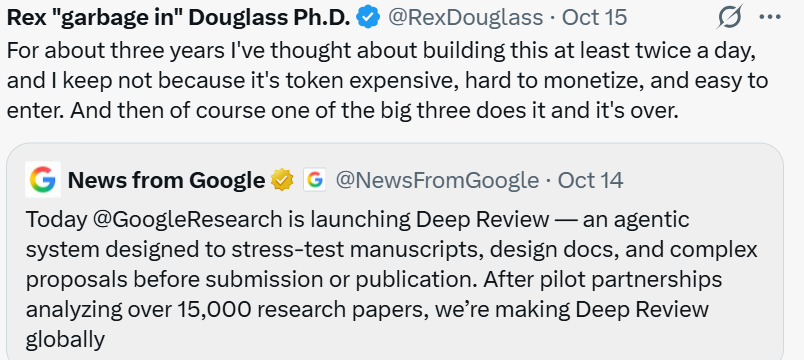 Rex "garbage in" Douglass Ph.D. @RexDouglass · Oct 15
For about three years I've thought about building this at least twice a day,
and I keep not because it's token expensive, hard to monetize, and easy to
enter. And then of course one of the big three does it and it's over.
News from Google @NewsFromGoogle · Oct 14
Today @GoogleResearch is launching Deep Review — an agentic
system designed to stress-test manuscripts, design docs, and complex
proposals before submission or publication. After pilot partnerships
analyzing over 15,000 research papers, we’re making Deep Review
globally